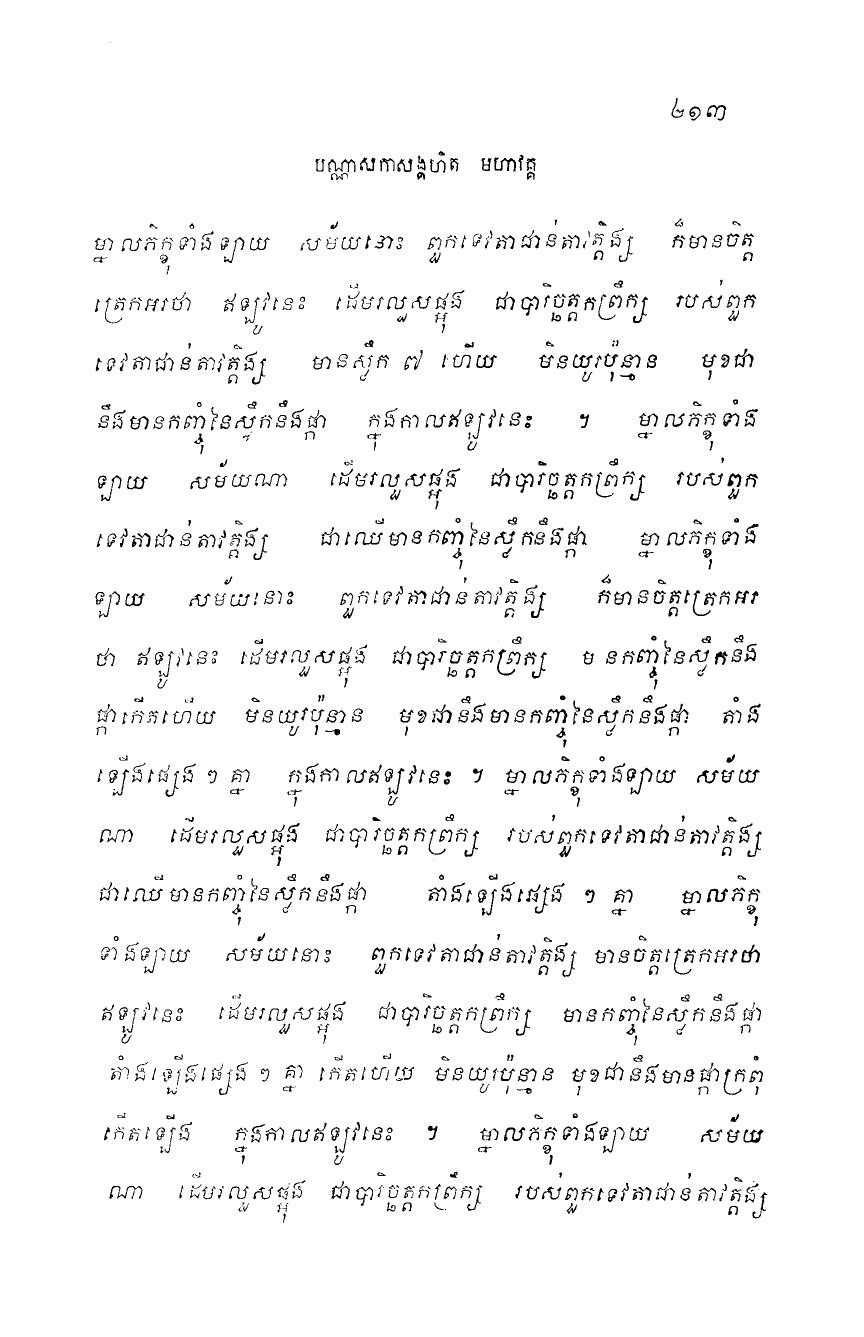 ២១៣
បណ្ណាសកាសង្គហិត មហាវគ្គ
ម្នាលភិក្ខុទាំងឡាយ សម័យនោះ ពួកទេវតាជាន់តាវត្តិង្ស ក៏មានចិត្ត
ត្រេកអរថា ឥឡូវនេះ ដើមរលួសផ្អុង ជាបារិច្ឆត្តកព្រឹក្ស របស់ពួក
ទេវតាជាន់តាវត្តិង្ស មានស្ទឹក ៧ ហើយ មិនយូរប៉ុន្មាន មុខជា
នឹងមានកញ្ចុំនៃស្ទឹកនឹងផ្កា ក្នុងកាលឥឡូវនេះ ។ ម្នាលភិក្ខុទាំង
ឡាយ សម័យណា ដើមរលួសផ្អុង ជាបារិច្ឆត្តកព្រឹក្ស របស់ពួក
ទេវតាជាន់តាវត្តិង្ស ជាឈើមានកញ្ចុំនៃស្ទឹកនឹងផ្កា ម្នាលភិក្ខុទាំង
ឡាយ សម័យនោះ ពួកទេវតាជាន់តាវត្តិង្ស ក៏មានចិត្តត្រេកអរ
ថា ឥឡូវនេះ ដើមរលួសផ្អុង ជាបារិច្ឆត្តកព្រឹក្ស មានកញ្ចុំនៃស្ទឹកនឹង
ផ្កាកើតហើយ មិនយូរប៉ុន្មាន មុខជានឹងមានកញ្ចុំនៃស្ទឹកនឹងផ្កា តាំង
ឡើងផ្សេង ៗ គ្នា ក្នុងកាលឥឡូវនេះ ។ ម្នាលភិក្ខុទាំងឡាយ សម័យ
ណា ដើមរលួសផ្អុង ជាបារិច្ឆត្តកព្រឹក្ស របស់ពួកទេវតាជាន់តាវត្តិង្ស
ជាឈើមានកញ្ចុំនៃស្ទឹកនឹងផ្កា តាំងឡើងផ្សេង ៗ គ្នា ម្នាលភិក្ខុ
ទាំងឡាយ សម័យនោះ ពួកទេវតាជាន់តាវត្តិង្ស មានចិត្តត្រេកអរថា
ឥឡូវនេះ ដើមរលួសផ្អុង ជាបារិច្ឆត្តកព្រឹក្ស មានកញ្ចុំនៃស្ទឹកនឹងផ្កា
តាំងឡើងផ្សេង ៗ គ្នា កើតហើយ មិនយូរប៉ុន្មាន មុខជានឹងមានផ្កាក្រពុំ
កើតឡើង ក្នុងកាលឥឡូវនេះ ។ ម្នាលភិក្ខុទាំងឡាយ សម័យ
ណា ដើមរលួសផ្អុង ជាបារិច្ឆត្តកព្រឹក្ស របស់ពួកទេវតាជាន់តាវត្តិង្ស